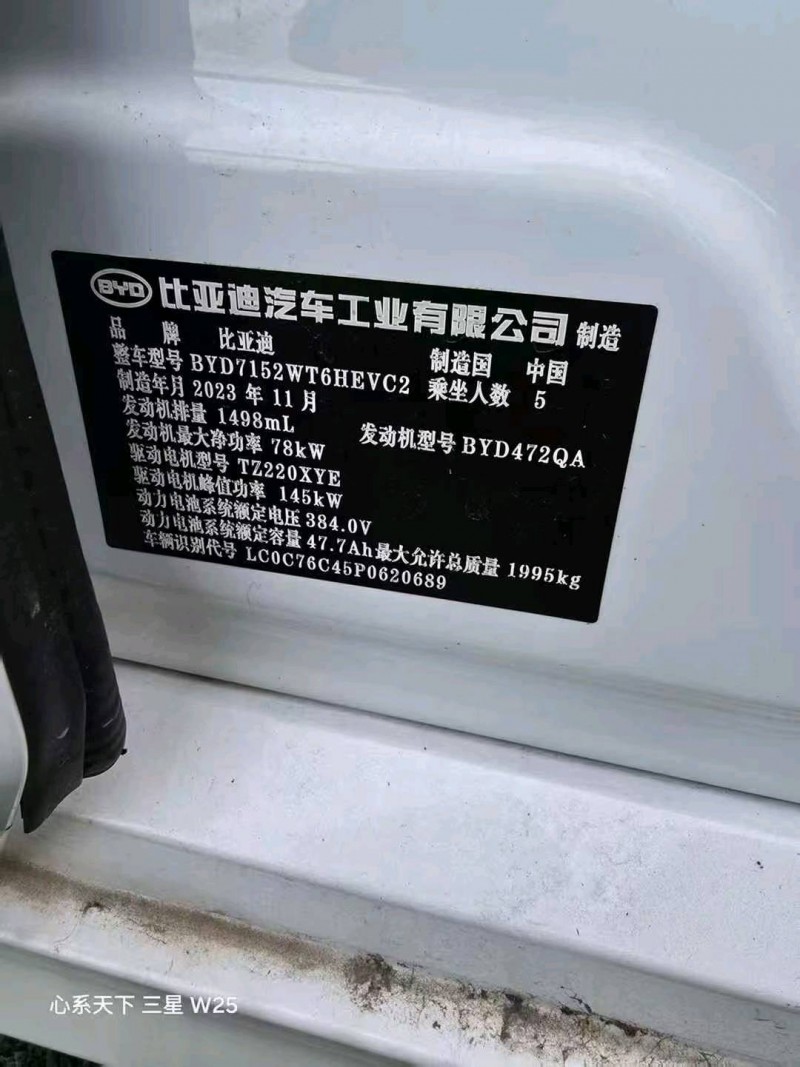 BYD 比亚迪汽车工业有限公司 制造
品 牌 比亚迪 制造国 中国
整车型号 BYD7152WT6HEVC2 乘坐人数 5
制造年月 2023 年 11 月
发动机排量 1498mL 发动机型号 BYD472QA
发动机最大净功率 78kW
驱动电机型号 TZ220XYE
驱动电机峰值功率 145kW
动力电池系统额定电压 384.0V
动力电池系统额定容量 47.7Ah 最大允许总质量 1995kg
车辆识别代号 LC0C76C45P0620689
心系天下 三星 W25